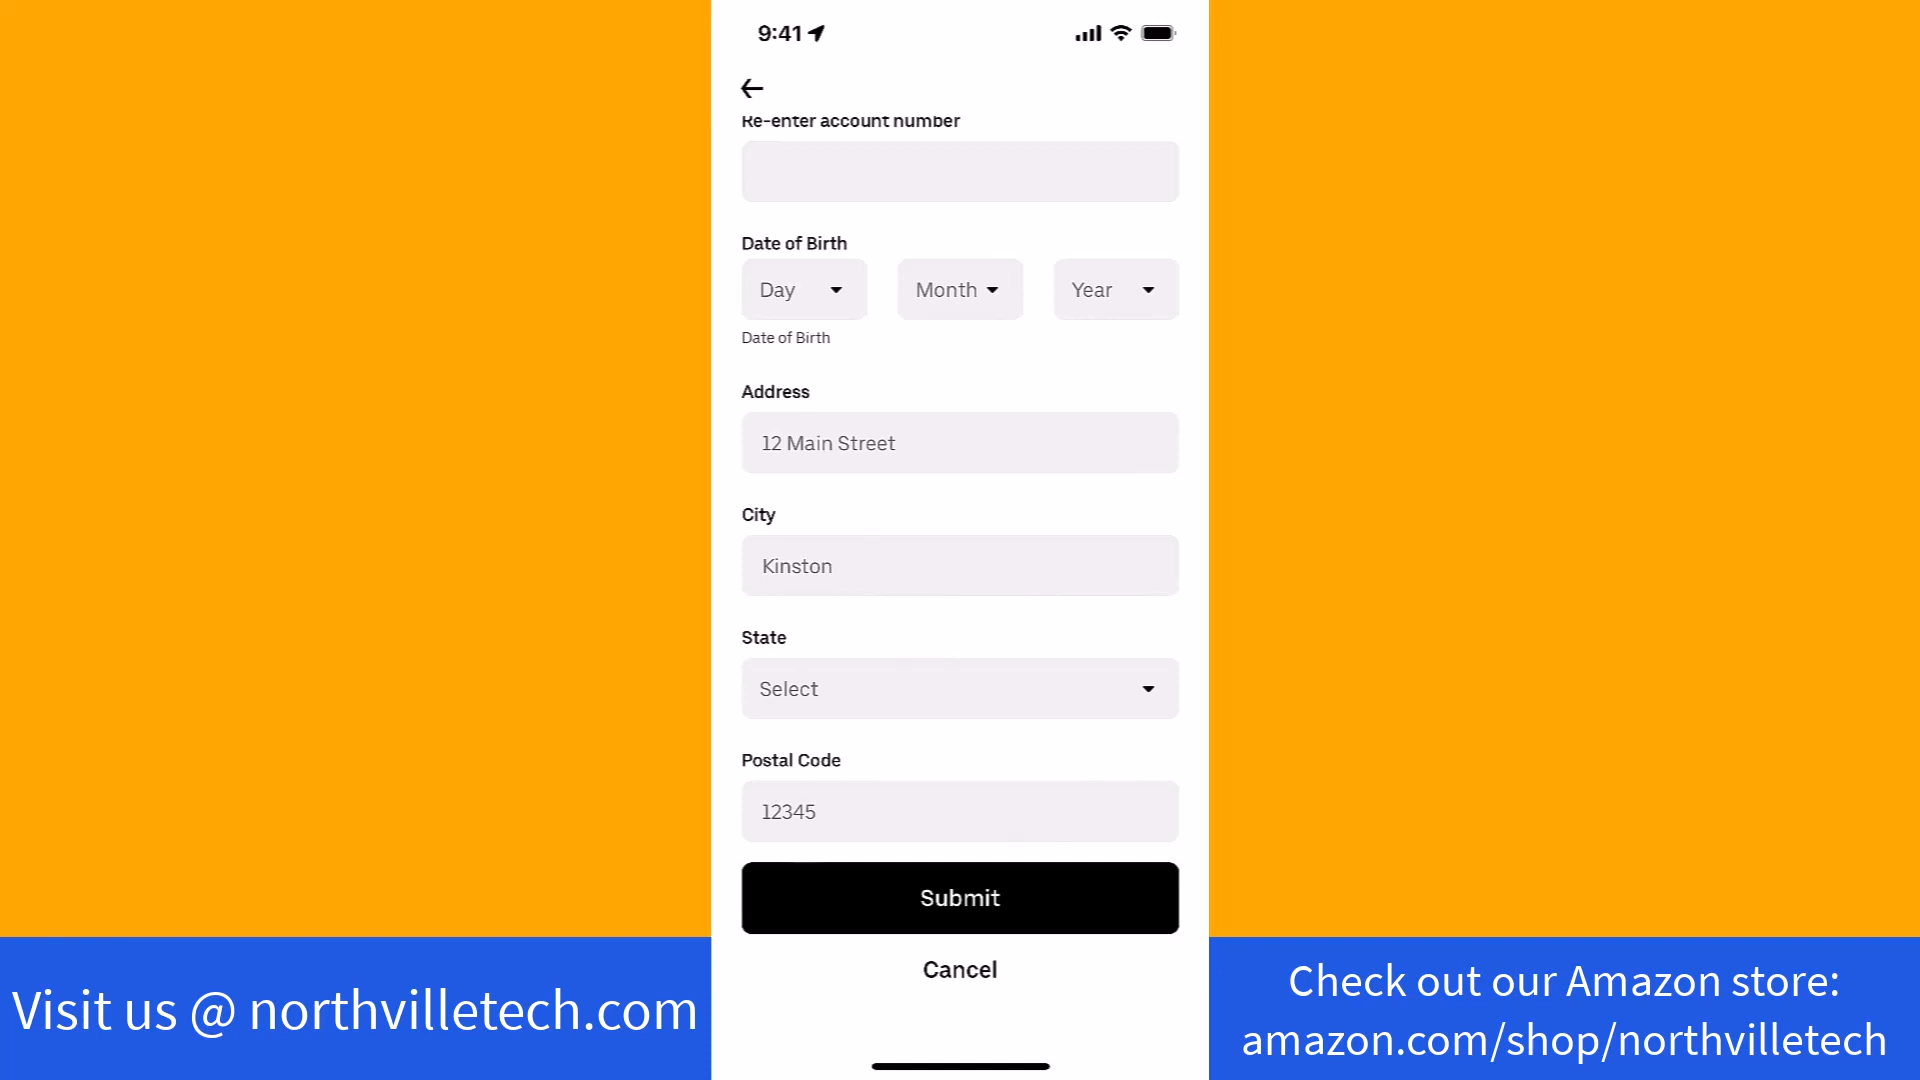 9:41
Re-enter account number
Date of Birth
Day Month Year
Date of Birth
Address
12 Main Street
City
Kinston
State
Select
Postal Code
12345
Submit
Cancel
Visit us @ northvilletech.com
Check out our Amazon store:
amazon.com/shop/northvilletech